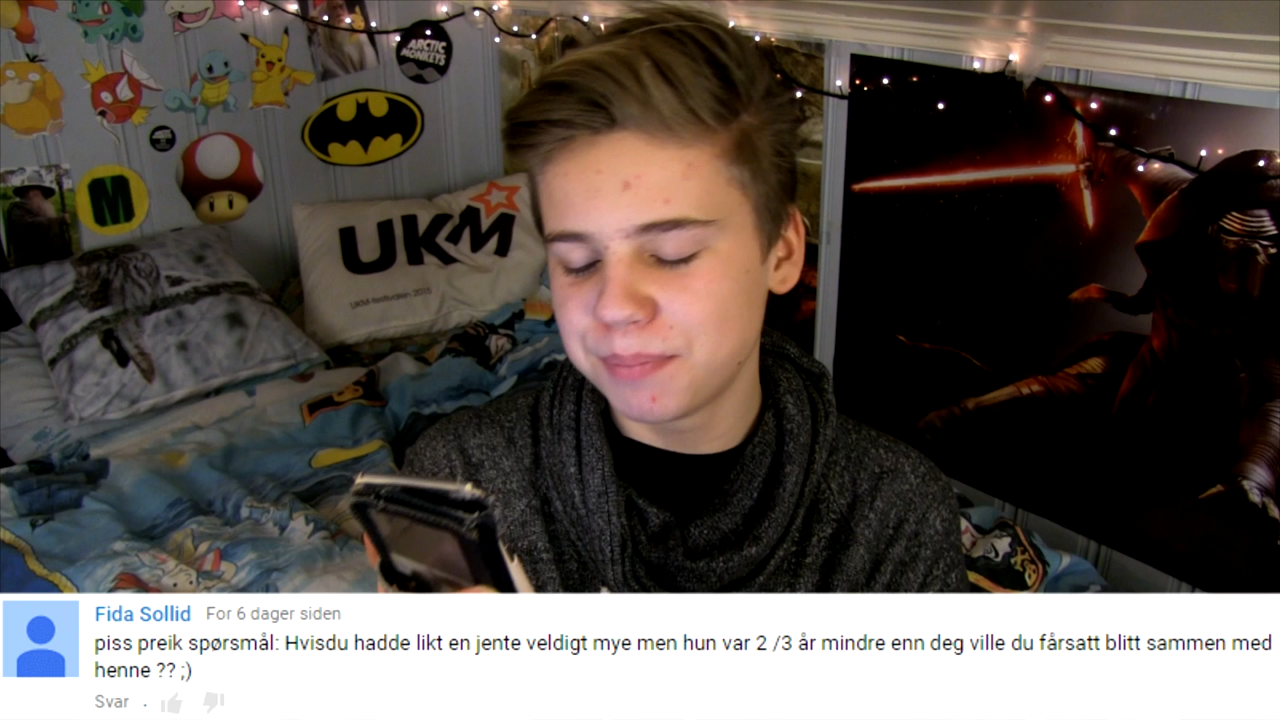 ARCTIC
MONKEYS
M
UKM
UKM-festivalen 2015
Fida Sollid For 6 dager siden
piss preik spørsmål: Hvisdu hadde likt en jente veldigt mye men hun var 2 /3 år mindre enn deg ville du fårsatt blitt sammen med
henne ?? ;)
Svar .